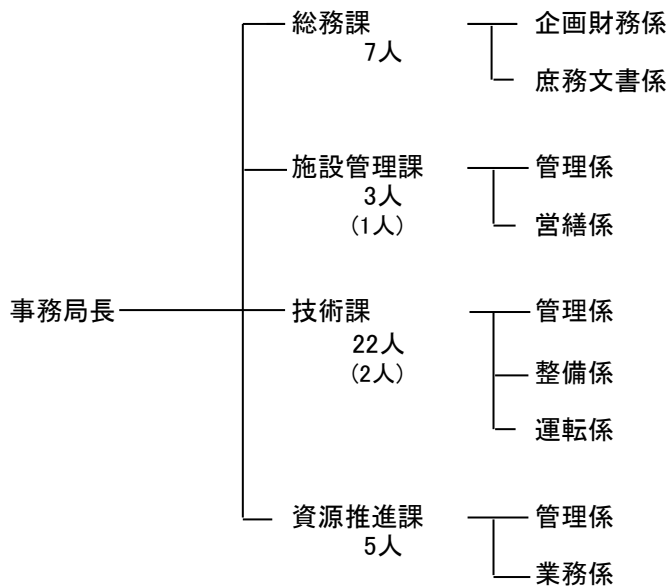 総務課 企画財務係
7人
庶務文書係
施設管理課 管理係
3人
(1人) 営繕係
事務局長 技術課 管理係
22人
(2人) 整備係
運転係
資源推進課 管理係
5人
業務係